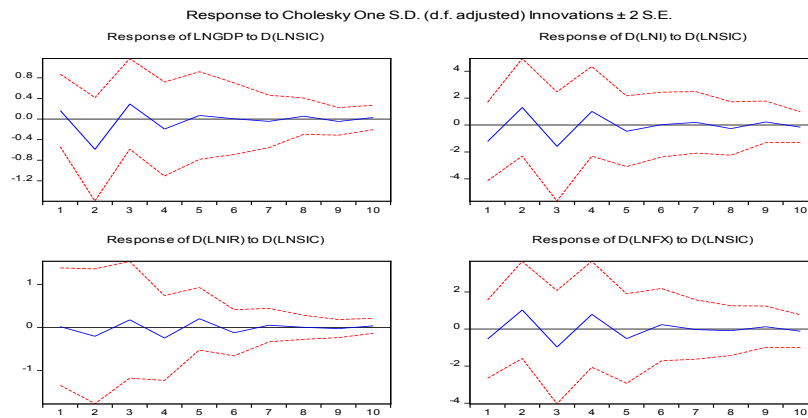 Response to Cholesky One S.D. (d.f. adjusted) Innovations ± 2 S.E.
Response of LNGDP to D(LNSIC)
0.8
0.4
0.0
-0.4
-0.8
-1.2
1 2 3 4 5 6 7 8 9 10
Response of D(LNI) to D(LNSIC)
4
2
0
-2
-4
1 2 3 4 5 6 7 8 9 10
Response of D(LNIR) to D(LNSIC)
1
0
-1
1 2 3 4 5 6 7 8 9 10
Response of D(LNFX) to D(LNSIC)
2
0
-2
-4
1 2 3 4 5 6 7 8 9 10